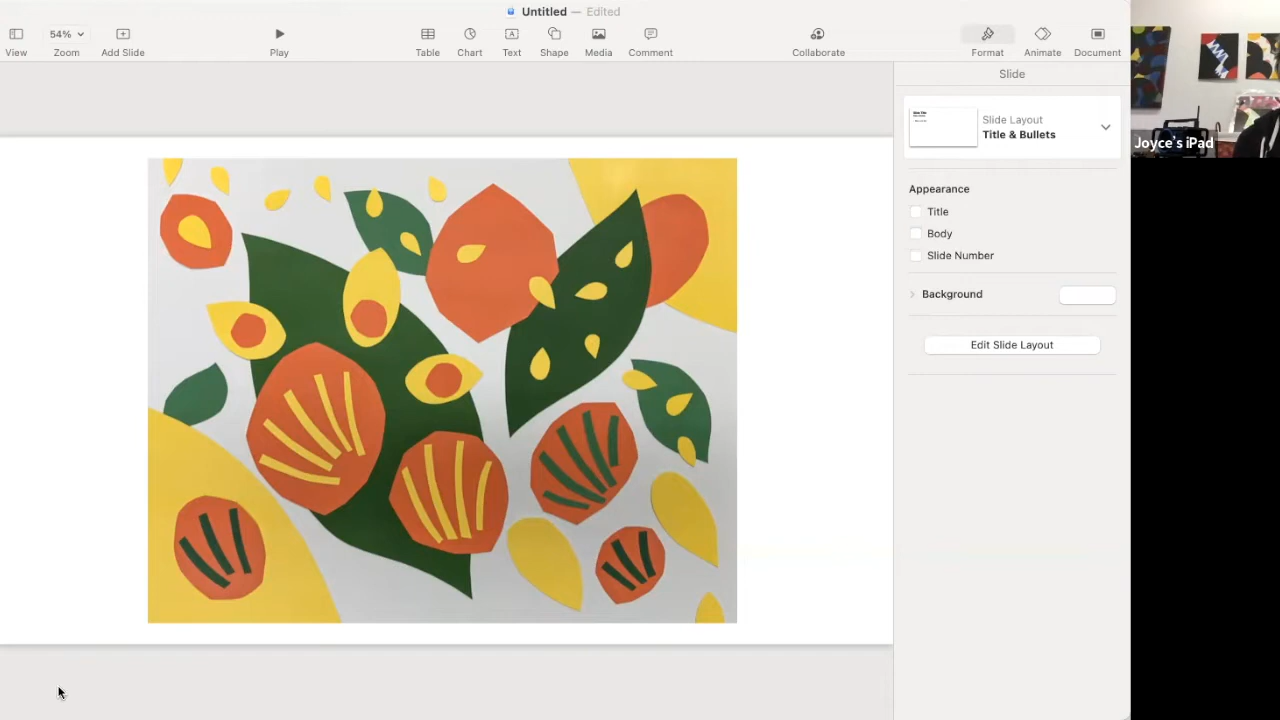 Untitled — Edited
View
54%
Zoom
Add Slide
Play
Table
Chart
Text
Shape
Media
Comment
Collaborate
Format
Animate
Document
Slide
Slide Layout
Title & Bullets
Appearance
Title
Body
Slide Number
Background
Edit Slide Layout
Joyce's iPad